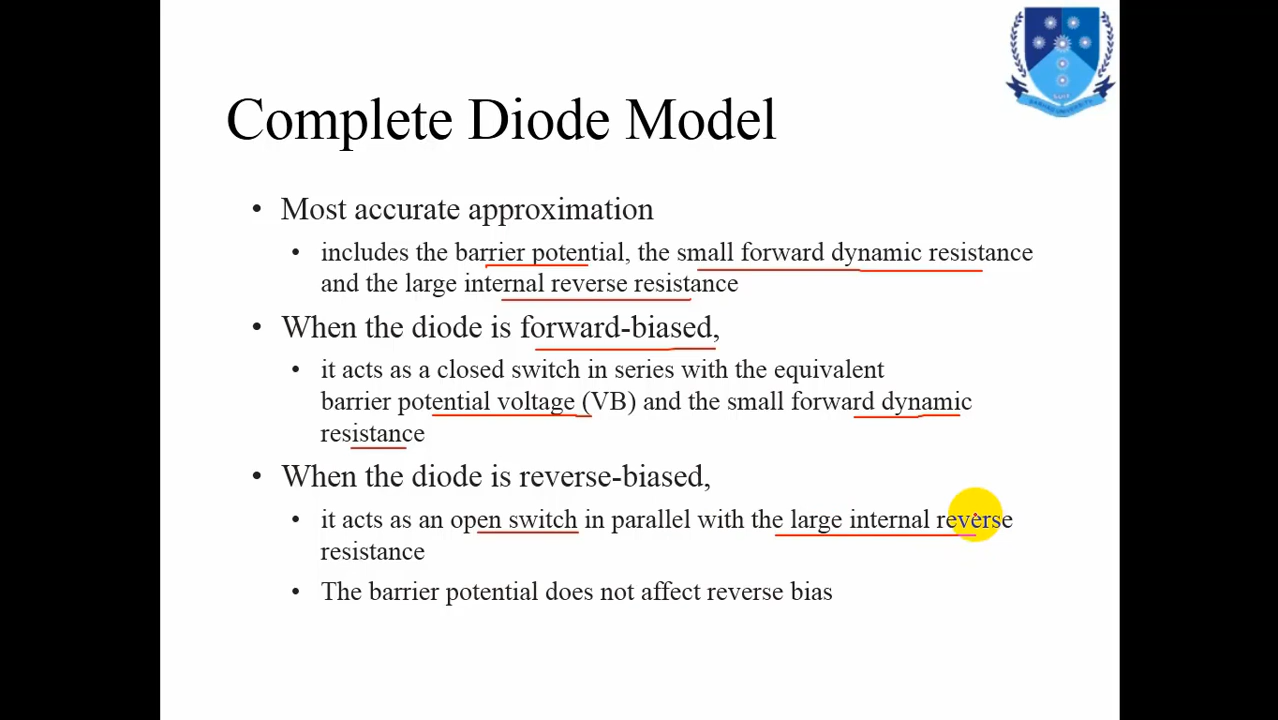 Complete Diode Model
• Most accurate approximation
• includes the barrier potential, the small forward dynamic resistance
and the large internal reverse resistance
• When the diode is forward-biased,
• it acts as a closed switch in series with the equivalent
barrier potential voltage (VB) and the small forward dynamic
resistance
• When the diode is reverse-biased,
• it acts as an open switch in parallel with the large internal reverse
resistance
• The barrier potential does not affect reverse bias